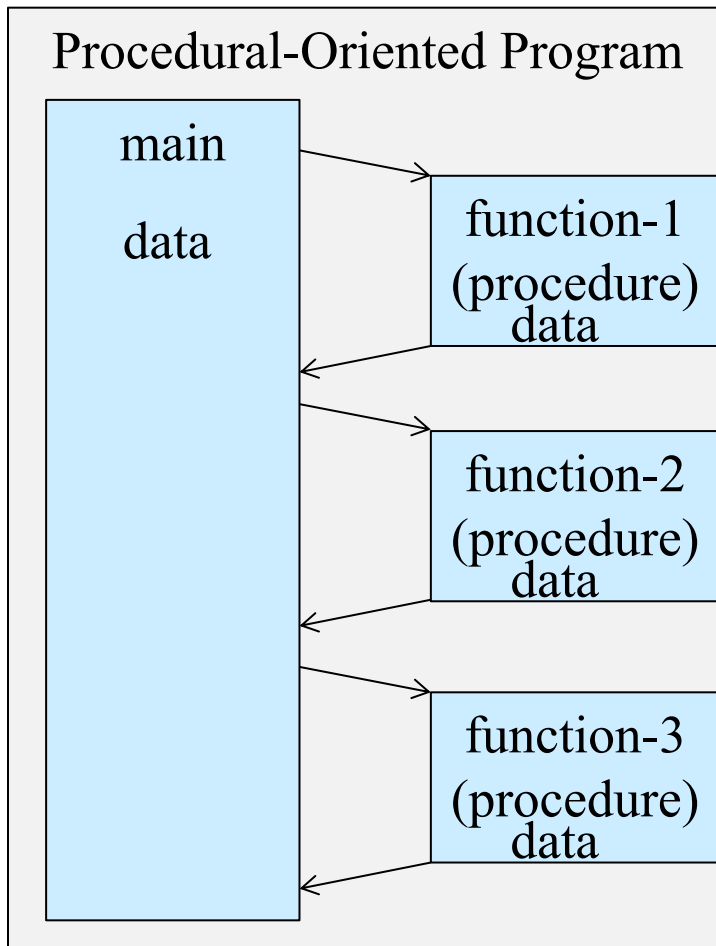 Procedural-Oriented Program
main
data
function-1
(procedure)
data
function-2
(procedure)
data
function-3
(procedure)
data